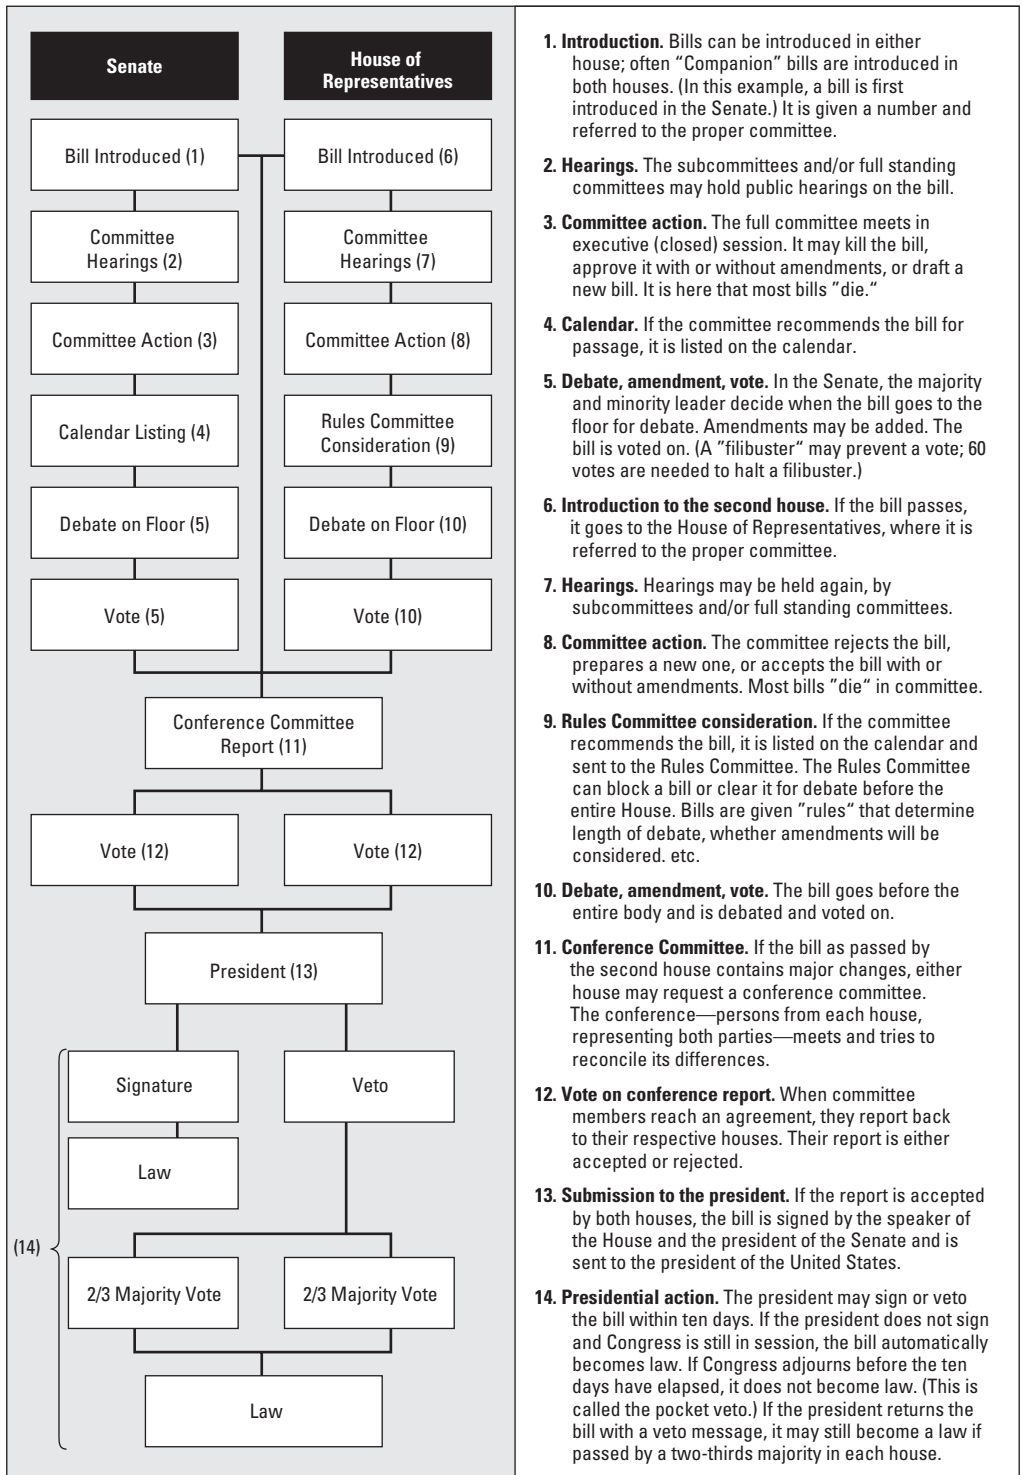 Senate
House of
Representatives
Bill Introduced (1)
Bill Introduced (6)
Committee
Hearings (2)
Committee
Hearings (7)
Committee Action (3)
Committee Action (8)
Calendar Listing (4)
Rules Committee
Consideration (9)
Debate on Floor (5)
Debate on Floor (10)
Vote (5)
Vote (10)
Conference Committee
Report (11)
Vote (12)
Vote (12)
President (13)
Signature
Veto
Law
(14)
2/3 Majority Vote
2/3 Majority Vote
Law
1. Introduction. Bills can be introduced in either
house; often “Companion” bills are introduced in
both houses. (In this example, a bill is first
introduced in the Senate.) It is given a number and
referred to the proper committee.
2. Hearings. The subcommittees and/or full standing
committees may hold public hearings on the bill.
3. Committee action. The full committee meets in
executive (closed) session. It may kill the bill,
approve it with or without amendments, or draft a
new bill. It is here that most bills ”die.“
4. Calendar. If the committee recommends the bill for
passage, it is listed on the calendar.
5. Debate, amendment, vote. In the Senate, the majority
and minority leader decide when the bill goes to the
floor for debate. Amendments may be added. The
bill is voted on. (A ”filibuster“ may prevent a vote; 60
votes are needed to halt a filibuster.)
6. Introduction to the second house. If the bill passes,
it goes to the House of Representatives, where it is
referred to the proper committee.
7. Hearings. Hearings may be held again, by
subcommittees and/or full standing committees.
8. Committee action. The committee rejects the bill,
prepares a new one, or accepts the bill with or
without amendments. Most bills ”die“ in committee.
9. Rules Committee consideration. If the committee
recommends the bill, it is listed on the calendar and
sent to the Rules Committee. The Rules Committee
can block a bill or clear it for debate before the
entire House. Bills are given ”rules“ that determine
length of debate, whether amendments will be
considered. etc.
10. Debate, amendment, vote. The bill goes before the
entire body and is debated and voted on.
11. Conference Committee. If the bill as passed by
the second house contains major changes, either
house may request a conference committee.
The conference—persons from each house,
representing both parties—meets and tries to
reconcile its differences.
12. Vote on conference report. When committee
members reach an agreement, they report back
to their respective houses. Their report is either
accepted or rejected.
13. Submission to the president. If the report is accepted
by both houses, the bill is signed by the speaker of
the House and the president of the Senate and is
sent to the president of the United States.
14. Presidential action. The president may sign or veto
the bill within ten days. If the president does not sign
and Congress is still in session, the bill automatically
becomes law. If Congress adjourns before the ten
days have elapsed, it does not become law. (This is
called the pocket veto.) If the president returns the
bill with a veto message, it may still become a law if
passed by a two-thirds majority in each house.